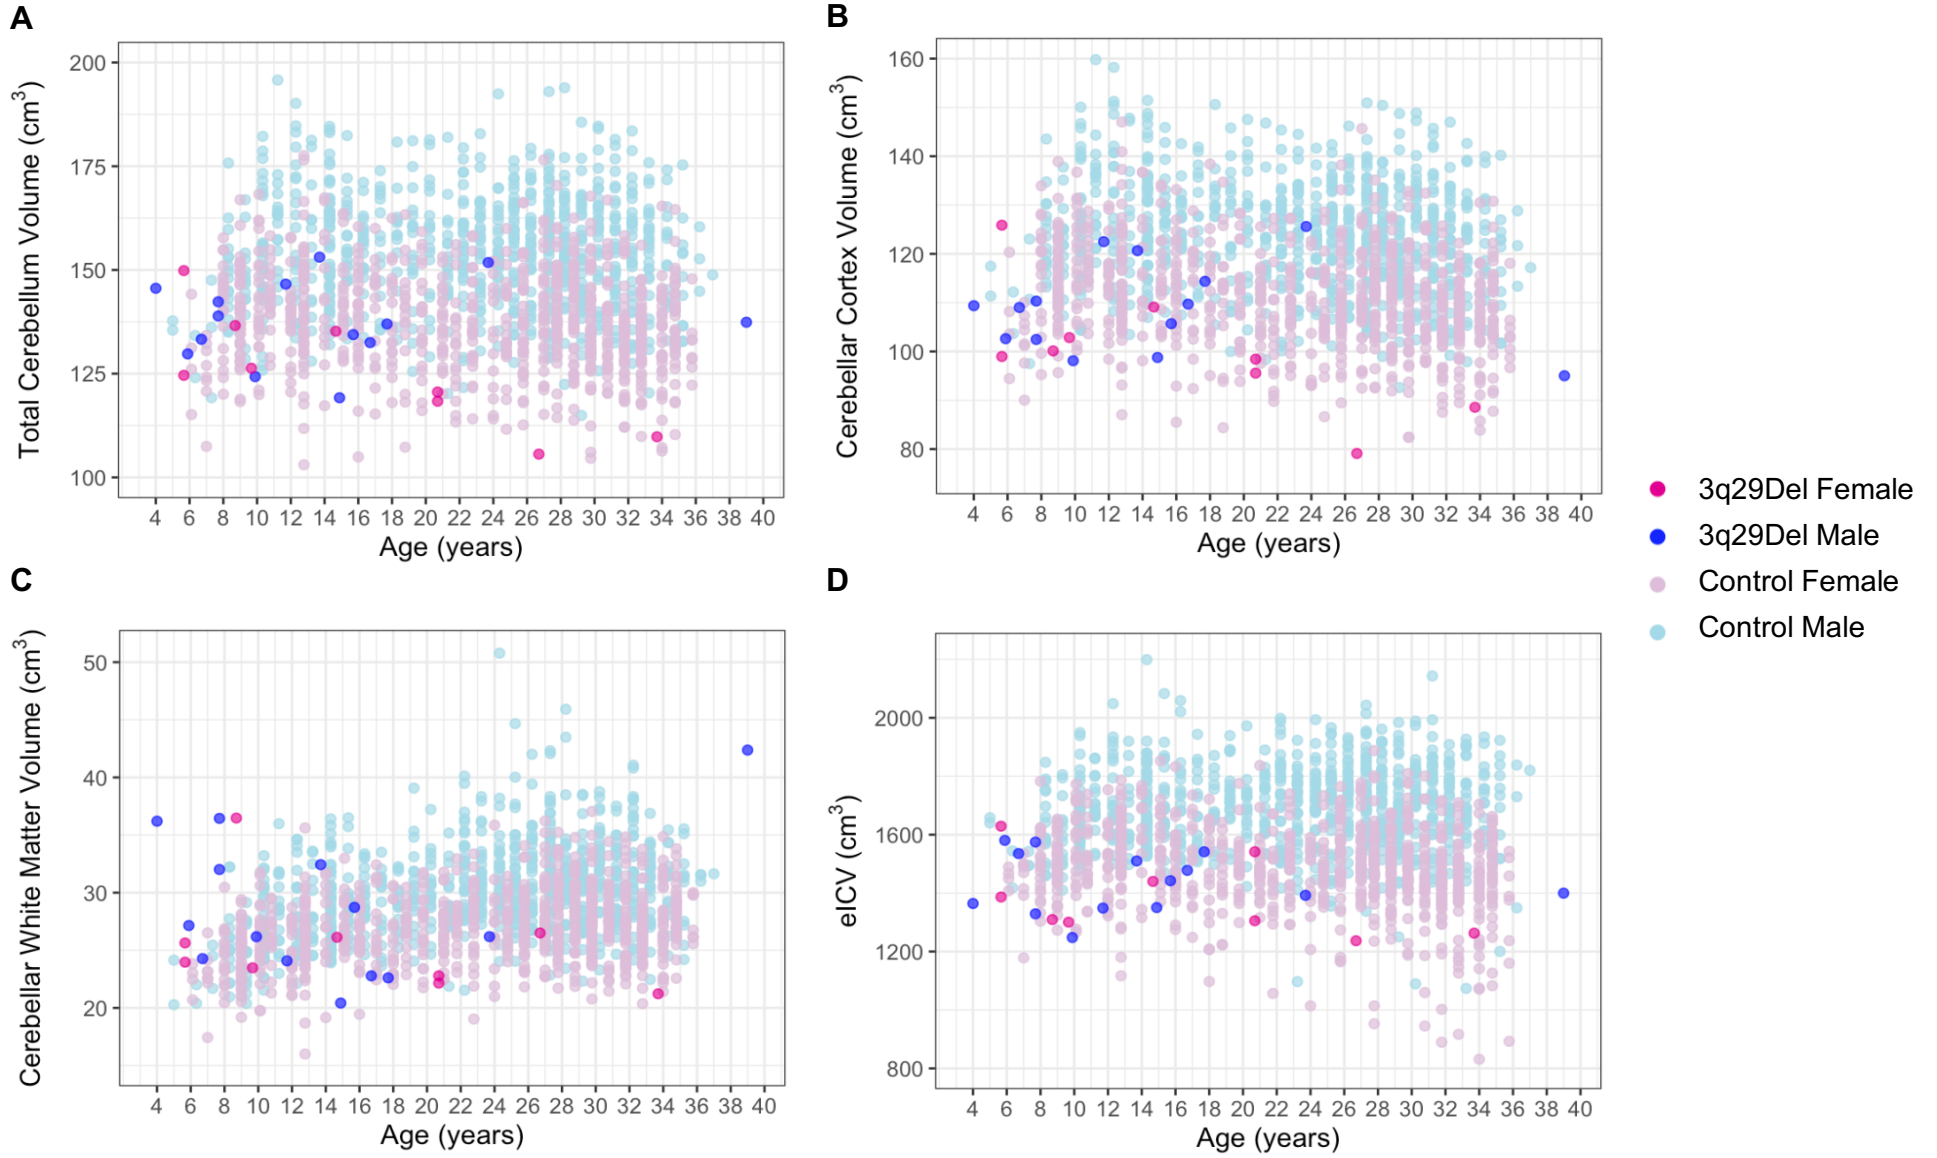 A
Total Cerebellum Volume (cm³)
200
175
150
125
100
4 6 8 10 12 14 16 18 20 22 24 26 28 30 32 34 36 38 40
Age (years)
B
Cerebellar Cortex Volume (cm³)
160
140
120
100
80
4 6 8 10 12 14 16 18 20 22 24 26 28 30 32 34 36 38 40
Age (years)
C
Cerebellar White Matter Volume (cm³)
50
40
30
20
4 6 8 10 12 14 16 18 20 22 24 26 28 30 32 34 36 38 40
Age (years)
D
eICV (cm³)
2000
1600
1200
800
4 6 8 10 12 14 16 18 20 22 24 26 28 30 32 34 36 38 40
Age (years)
3q29Del Female
3q29Del Male
Control Female
Control Male